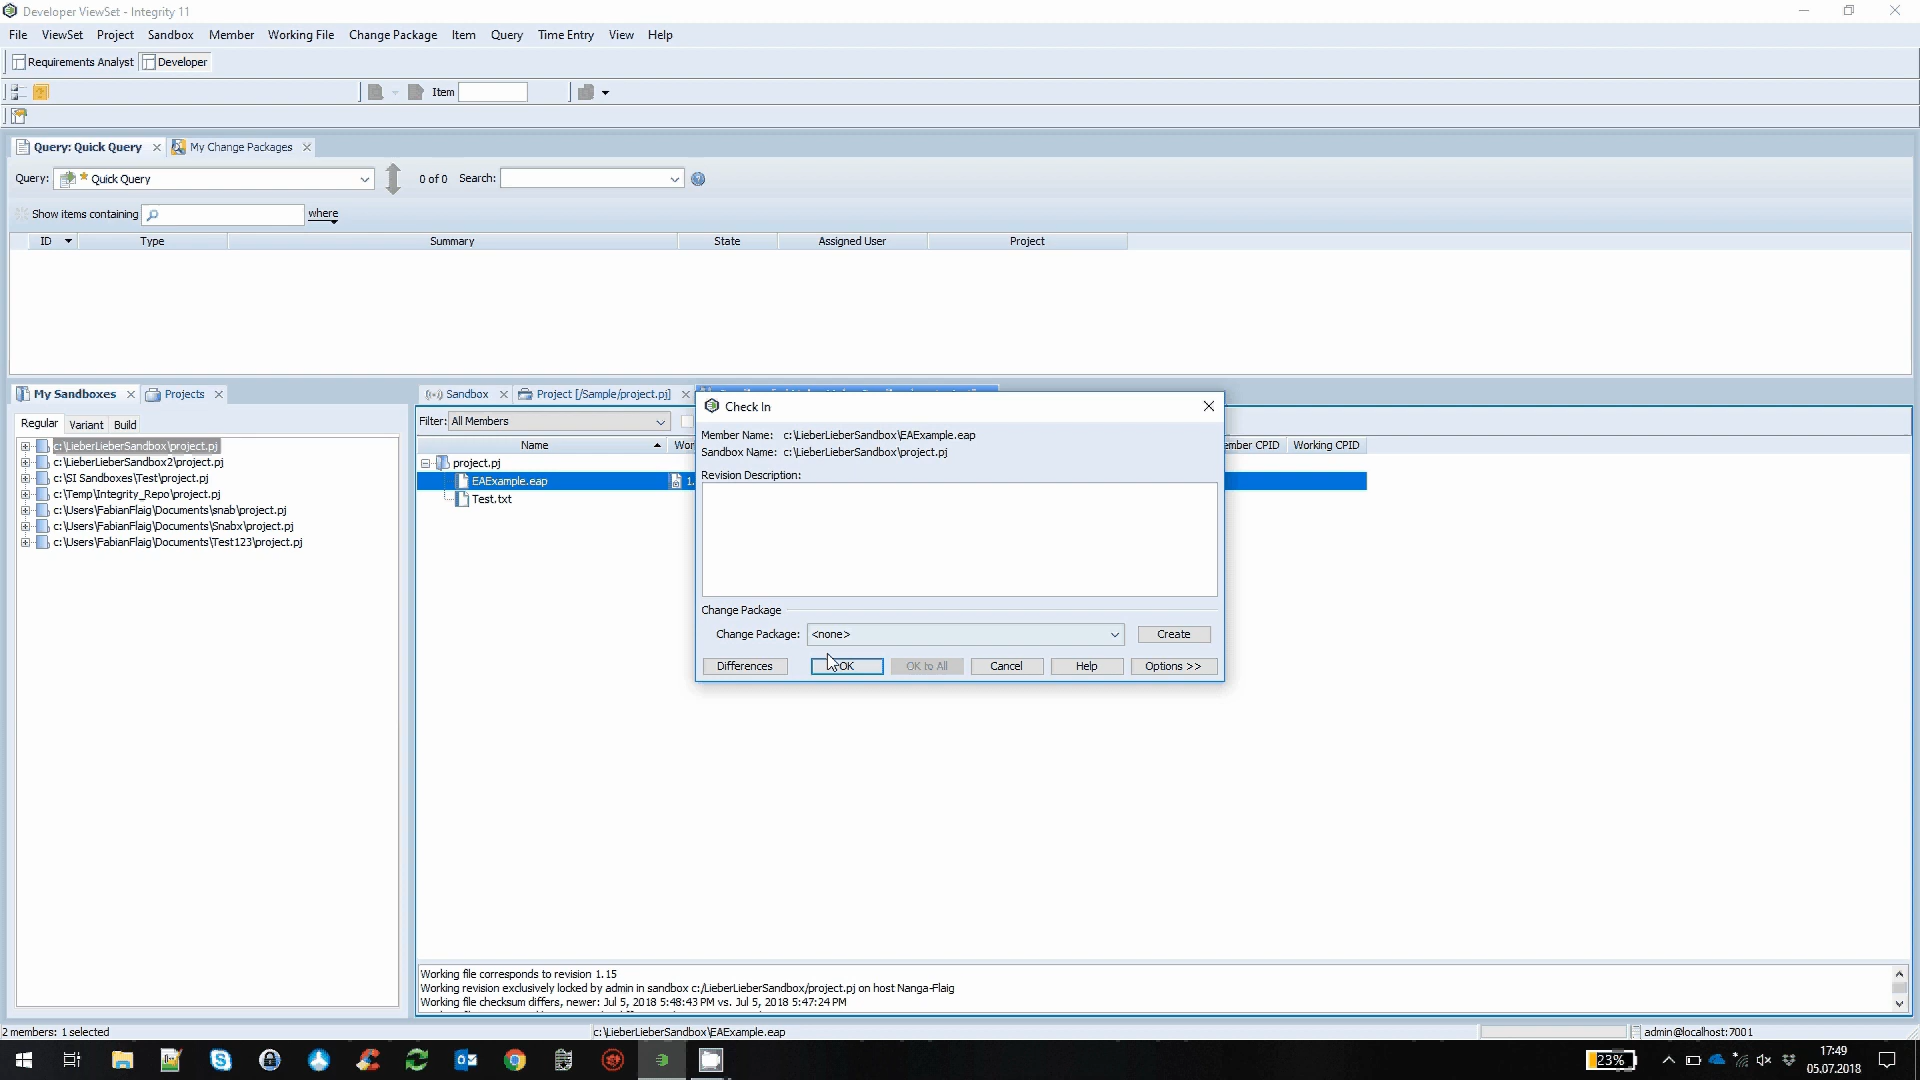 Developer ViewSet - Integrity 11
File ViewSet Project Sandbox Member Working File Change Package Item Query Time Entry View Help
Requirements Analyst Developer
Item
Query: Quick Query My Change Packages
Query: Quick Query 0 of 0 Search:
Show items containing where
ID Type Summary State Assigned User Project
My Sandboxes Projects
Regular Variant Build
c:\LieberLieberSandbox\project.pj
c:\LieberLieberSandbox2\project.pj
c:\SI Sandboxes\Test\project.pj
c:\Temp\Integrity_Repo\project.pj
c:\Users\FabianFlaig\Documents\snab\project.pj
c:\Users\FabianFlaig\Documents\Snabx\project.pj
c:\Users\FabianFlaig\Documents\Test123\project.pj
Sandbox Project [/Sample/project.pj]
Filter: All Members
Name Wor ember CPID Working CPID
project.pj
EAExample.eap 1.
Test.txt
Check In
Member Name: c:\LieberLieberSandbox\EAExample.eap
Sandbox Name: c:\LieberLieberSandbox\project.pj
Revision Description:
Change Package
Change Package: <none> Create
Differences OK OK to All Cancel Help Options >>
Working file corresponds to revision 1.15
Working revision exclusively locked by admin in sandbox c:/LieberLieberSandbox/project.pj on host Nanga-Flaig
Working file checksum differs, newer: Jul 5, 2018 5:48:43 PM vs. Jul 5, 2018 5:47:24 PM
2 members: 1 selected c:\LieberLieberSandbox\EAExample.eap admin@localhost:7001
23% 17:49
05.07.2018